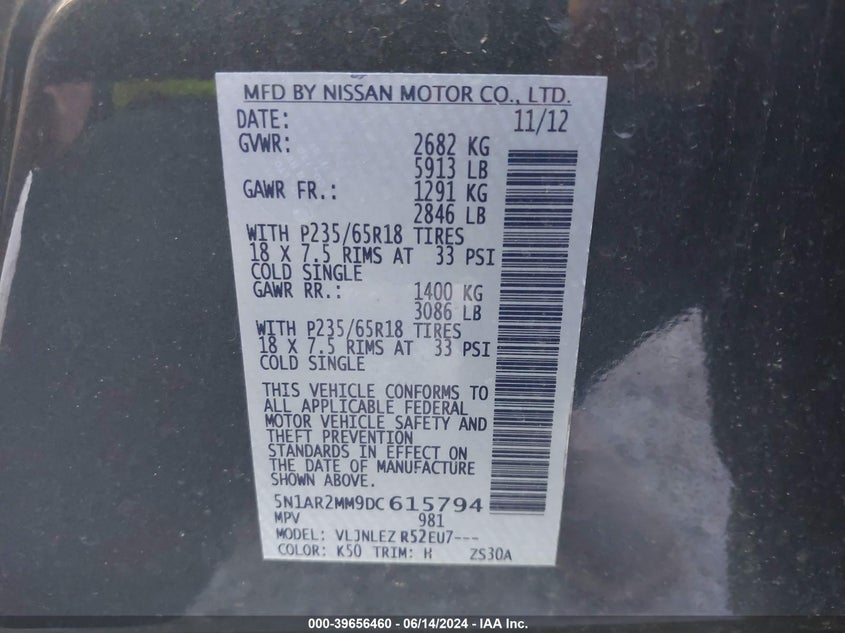 MFD BY NISSAN MOTOR CO., LTD.
DATE: 11/12
GVWR: 2682 KG
5913 LB
GAWR FR.: 1291 KG
2846 LB
WITH P235/65R18 TIRES
18 X 7.5 RIMS AT 33 PSI
COLD SINGLE
GAWR RR.: 1400 KG
3086 LB
WITH P235/65R18 TIRES
18 X 7.5 RIMS AT 33 PSI
COLD SINGLE
THIS VEHICLE CONFORMS TO
ALL APPLICABLE FEDERAL
MOTOR VEHICLE SAFETY AND
THEFT PREVENTION
STANDARDS IN EFFECT ON
THE DATE OF MANUFACTURE
SHOWN ABOVE.
5N1AR2MM9DC615794
MPV 981
MODEL: VLJNLEZ R52EU7---
COLOR: K50 TRIM: H ZS30A
000-39656460 - 06/14/2024 - IAA Inc.